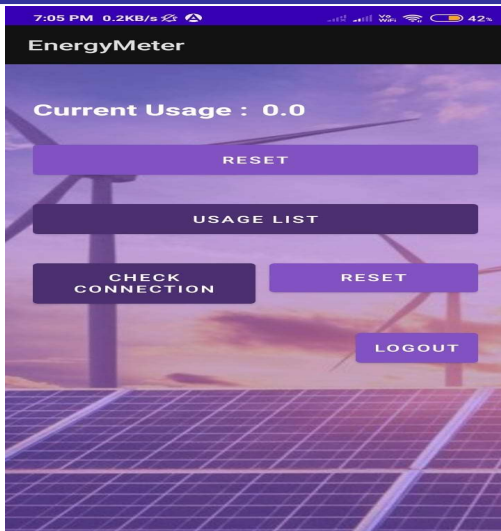 7:05 PM 0.2KB/s
42%
EnergyMeter
Current Usage : 0.0
RESET
USAGE LIST
CHECK
CONNECTION
RESET
LOGOUT